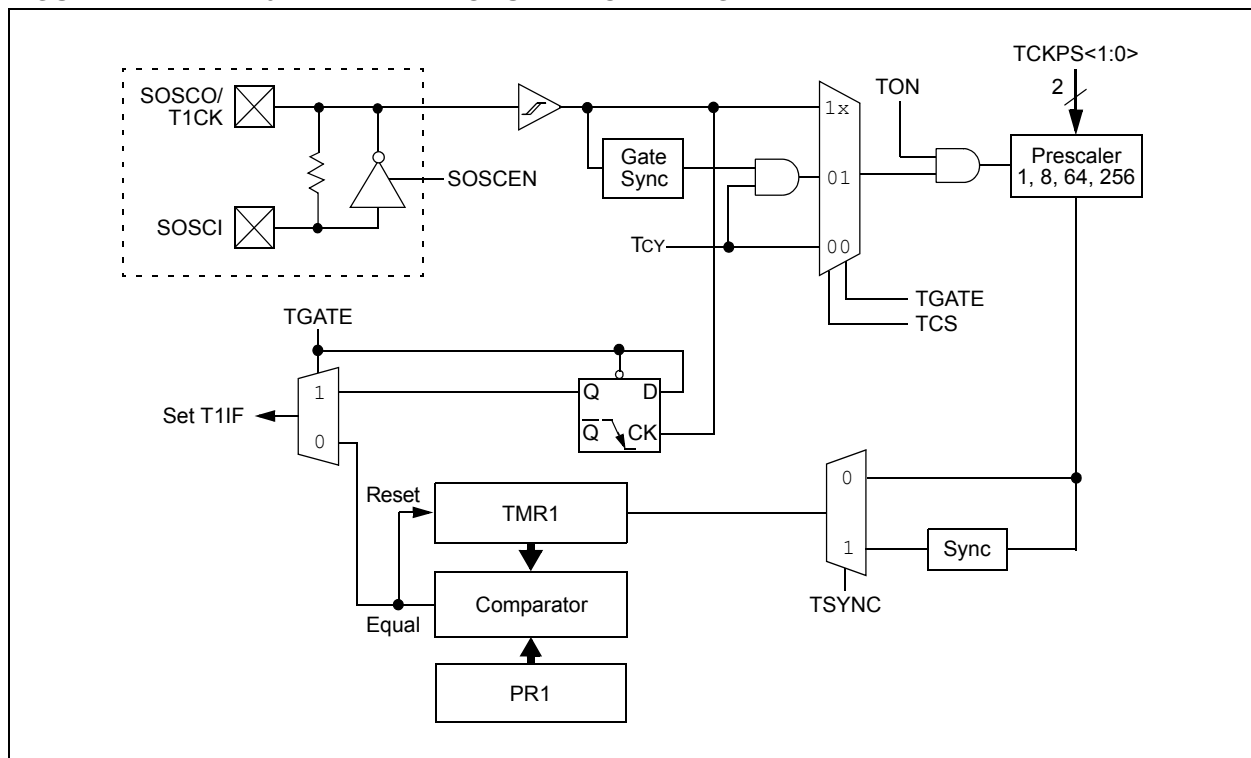 TCKPS<1:0>
2
TON
SOSCO/
T1CK
1x
Gate
Sync
Prescaler
1, 8, 64, 256
SOSCEN
01
SOSCI
TCY
00
TGATE
TCS
TGATE
1
Q
D
Set T1IF
Q
CK
0
Reset
TMR1
0
1
Sync
Comparator
TSYNC
Equal
PR1